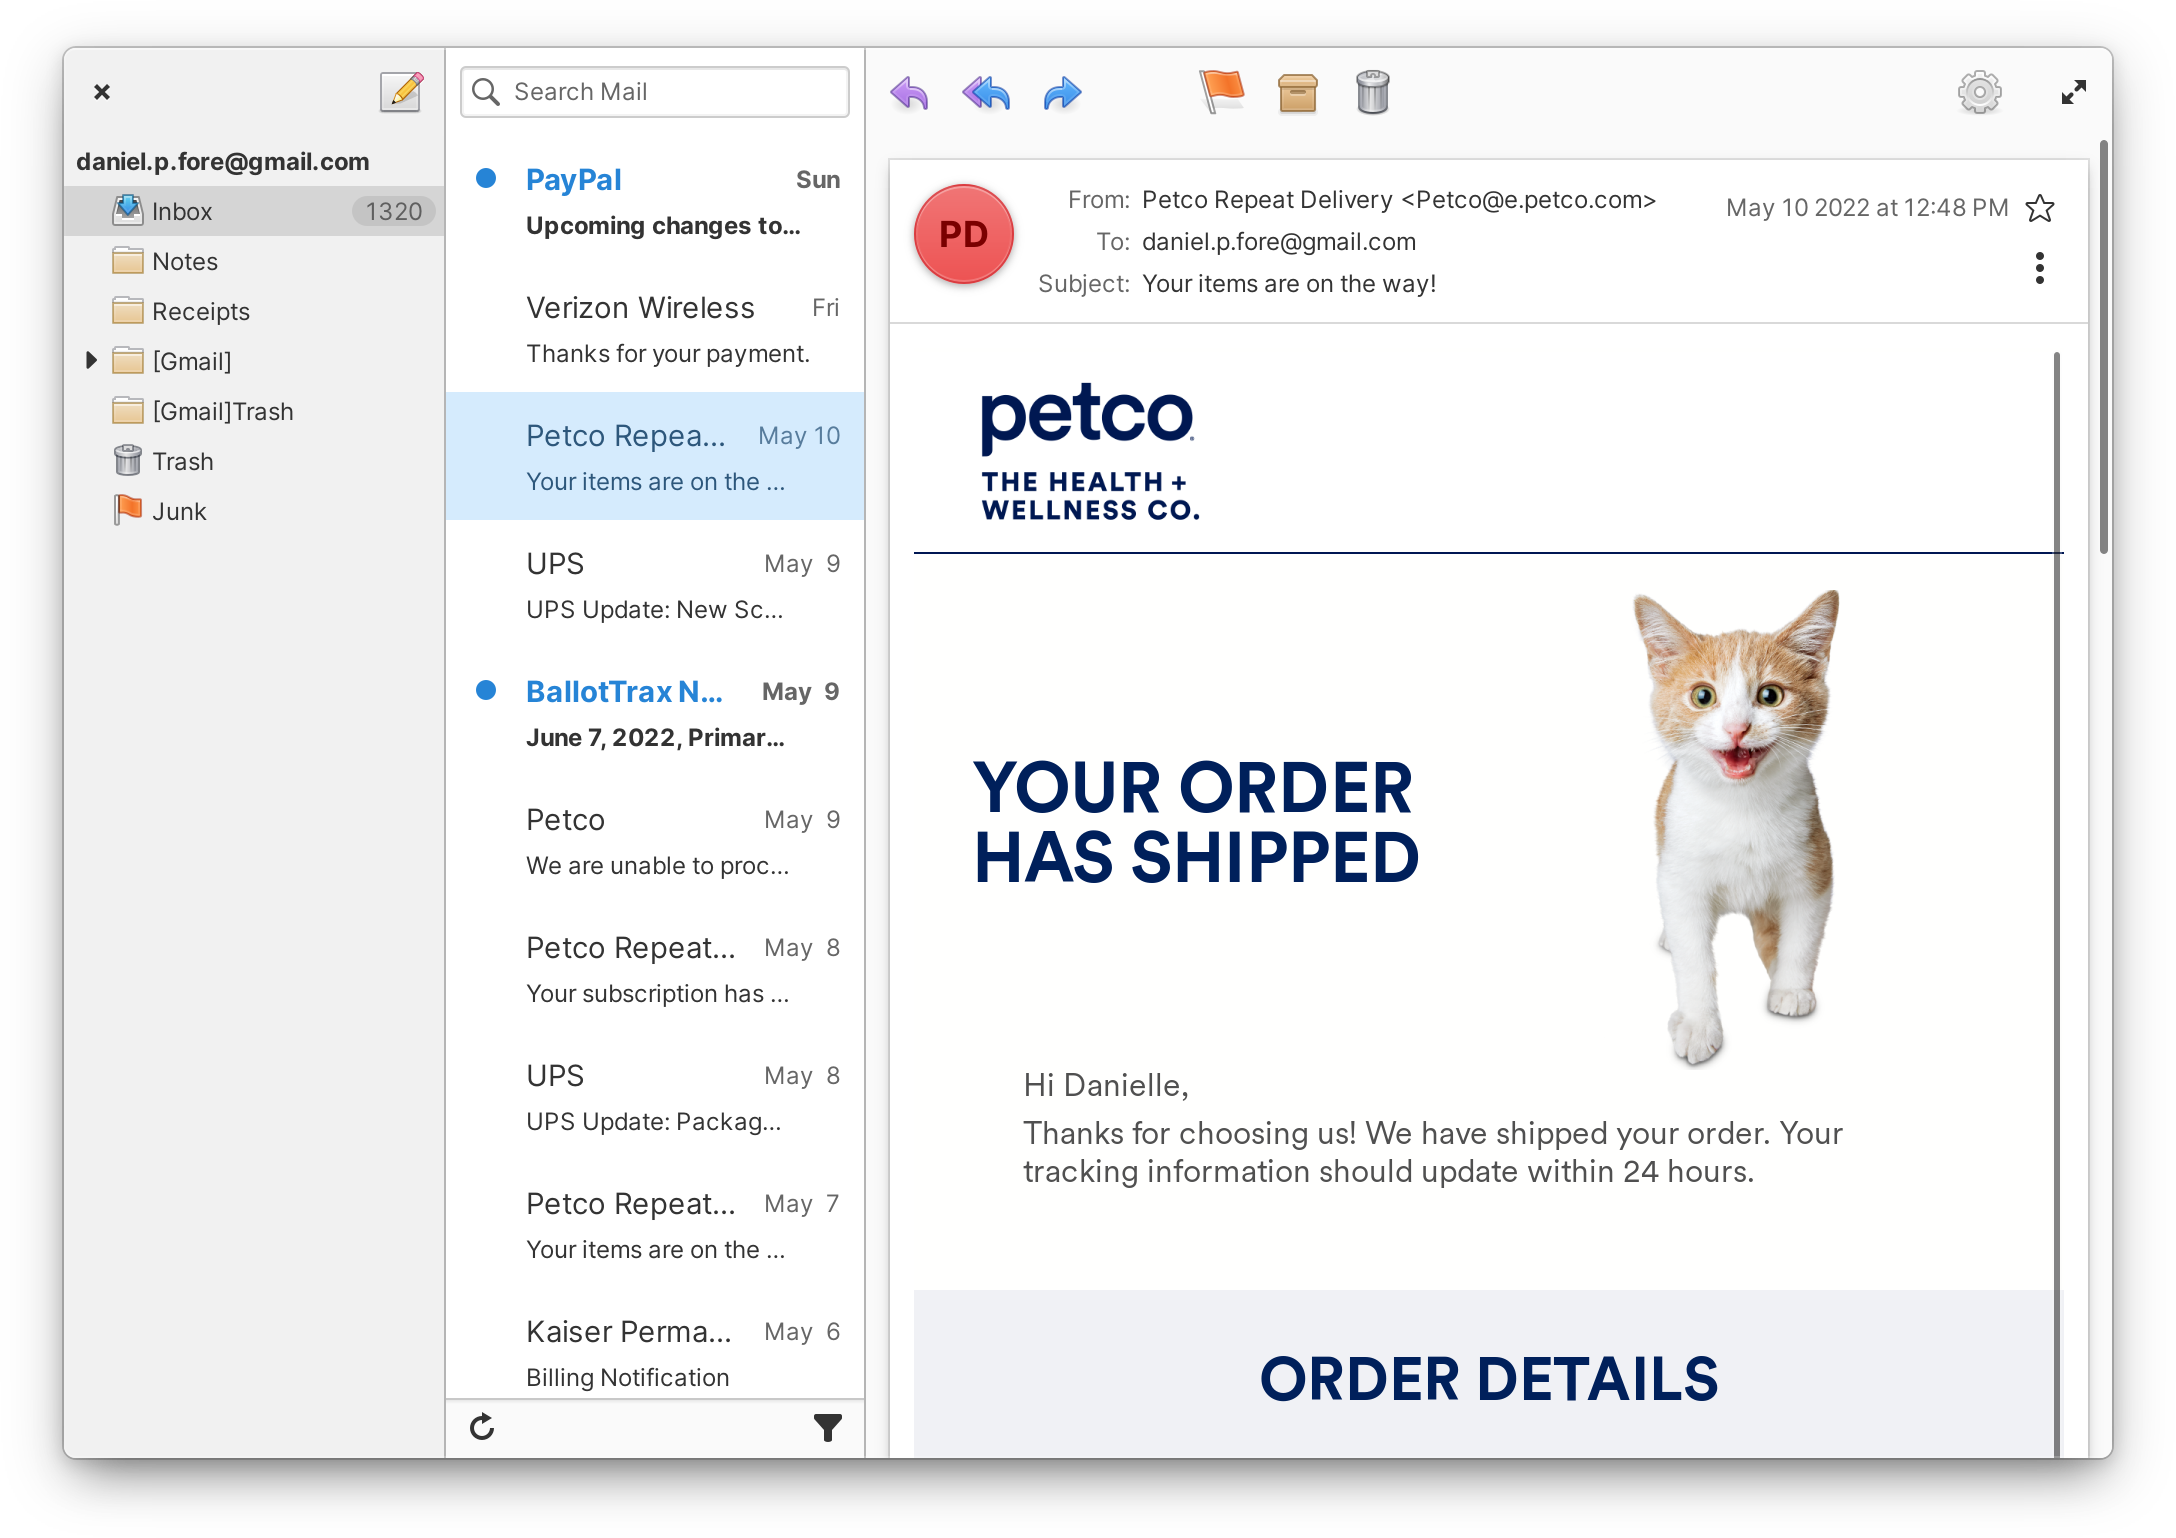 daniel.p.fore@gmail.com
Inbox 1320
Notes
Receipts
[Gmail]
[Gmail]Trash
Trash
Junk
Search Mail
PayPal Sun
Upcoming changes to...
Verizon Wireless Fri
Thanks for your payment.
Petco Repea... May 10
Your items are on the ...
UPS May 9
UPS Update: New Sc...
BallotTrax N... May 9
June 7, 2022, Primar...
Petco May 9
We are unable to proc...
Petco Repeat... May 8
Your subscription has ...
UPS May 8
UPS Update: Packag...
Petco Repeat... May 7
Your items are on the ...
Kaiser Perma... May 6
Billing Notification
PD
From: Petco Repeat Delivery <Petco@e.petco.com>
May 10 2022 at 12:48 PM
To: daniel.p.fore@gmail.com
Subject: Your items are on the way!
petco
THE HEALTH +
WELLNESS CO.
YOUR ORDER
HAS SHIPPED
Hi Danielle,
Thanks for choosing us! We have shipped your order. Your
tracking information should update within 24 hours.
ORDER DETAILS